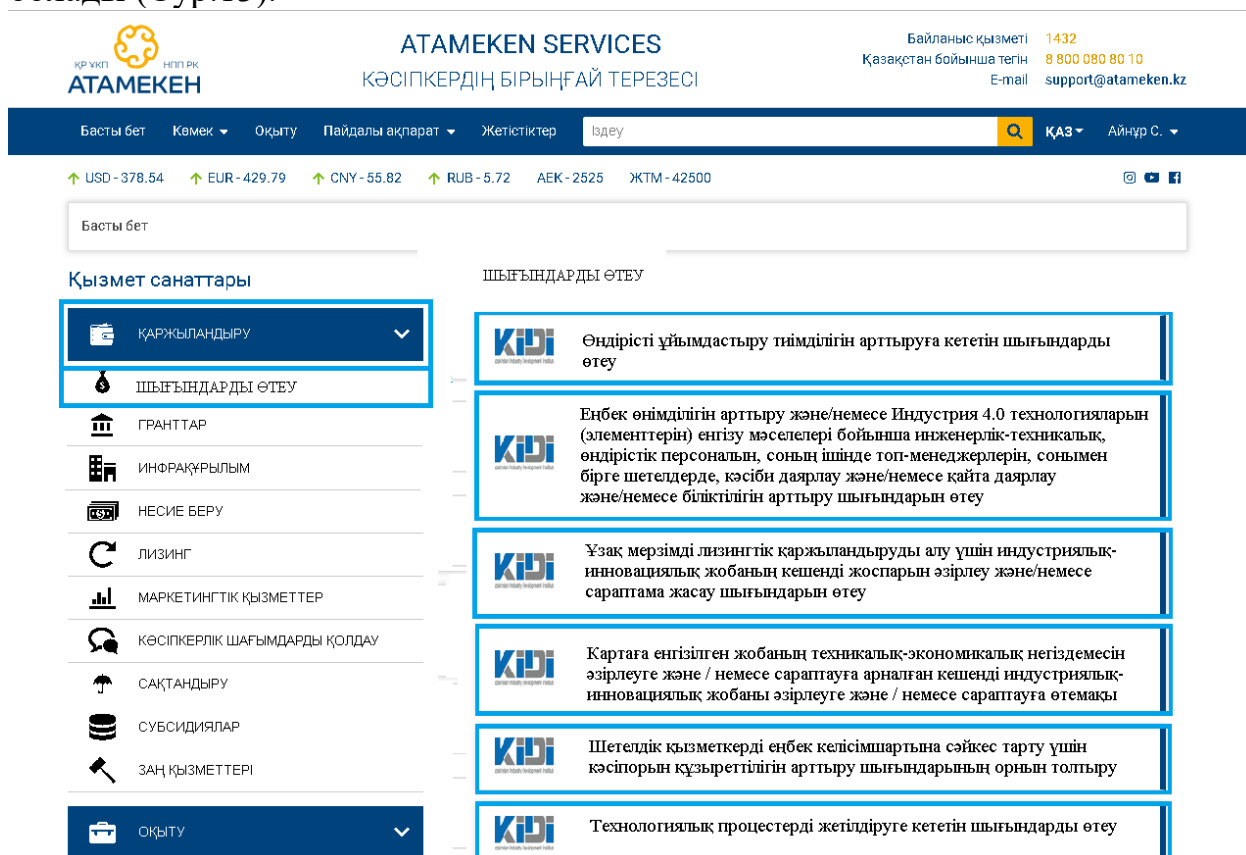 ҚР ҰКП НПП РК
АТАМЕКЕН
ATAMEKEN SERVICES
КӘСІПКЕРДІҢ БІРЫҢҒАЙ ТЕРЕЗЕСІ
Байланыс қызметі 1432
Қазақстан бойынша тегін 8 800 080 80 10
E-mail support@atameken.kz
Басты бет Көмек Оқыту Пайдалы ақпарат Жетістіктер Іздеу ҚАЗ Айнұр С.
USD - 378.54 EUR - 429.79 CNY - 55.82 RUB - 5.72 АЕК - 2525 ЖТМ - 42500
Басты бет
Қызмет санаттары
ҚАРЖЫЛАНДЫРУ
ШЫҒЫНДАРДЫ ӨТЕУ
ГРАНТТАР
ИНФРАҚҰРЫЛЫМ
НЕСИЕ БЕРУ
ЛИЗИНГ
МАРКЕТИНГТІК ҚЫЗМЕТТЕР
КӘСІПКЕРЛІК ШАҒЫМДАРДЫ ҚОЛДАУ
САҚТАНДЫРУ
СУБСИДИЯЛАР
ЗАҢ ҚЫЗМЕТТЕРІ
ОҚЫТУ
ШЫҒЫНДАРДЫ ӨТЕУ
KIDI
Өндірісті ұйымдастыру тиімділігін арттыруға кететін шығындарды
өтеу
KIDI
Еңбек өнімділігін арттыру және/немесе Индустрия 4.0 технологияларын
(элементтерін) енгізу мәселелері бойынша инженерлік-техникалық,
өндірістік персоналын, соның ішінде топ-менеджерлерін, сонымен
бірге шетелдерде, кәсіби даярлау және/немесе қайта даярлау
және/немесе біліктілігін арттыру шығындарын өтеу
KIDI
Ұзақ мерзімді лизингтік қаржыландыруды алу үшін индустриялық-
инновациялық жобаның кешенді жоспарын әзірлеу және/немесе
сараптама жасау шығындарын өтеу
KIDI
Картаға енгізілген жобаның техникалық-экономикалық негіздемесін
әзірлеуге және / немесе сараптауға арналған кешенді индустриялық-
инновациялық жобаны әзірлеуге және / немесе сараптауға өтемақы
KIDI
Шетелдік қызметкерді еңбек келісімшартына сәйкес тарту үшін
кәсіпорын құзыреттілігін арттыру шығындарының орнын толтыру
KIDI
Технологиялық процестерді жетілдіруге кететін шығындарды өтеу